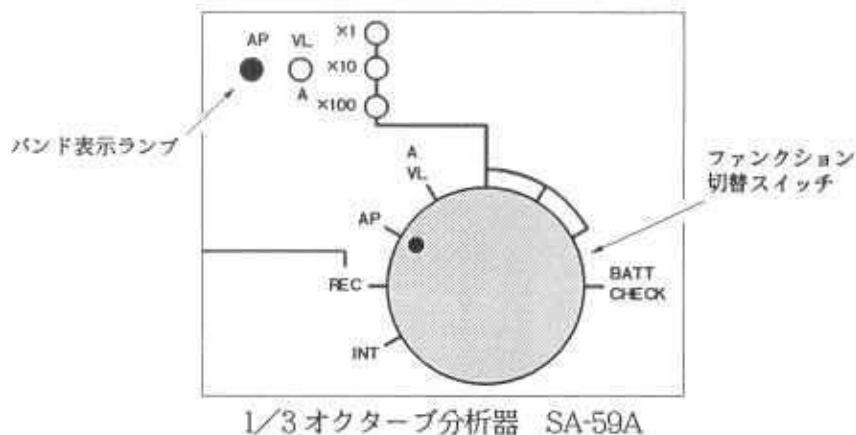 AP VL ×1
×10
A ×100
バンド表示ランプ
A
VL
ファンクション
切替スイッチ
AP
REC
BATT
CHECK
INT
1/3オクターブ分析器 SA-59A